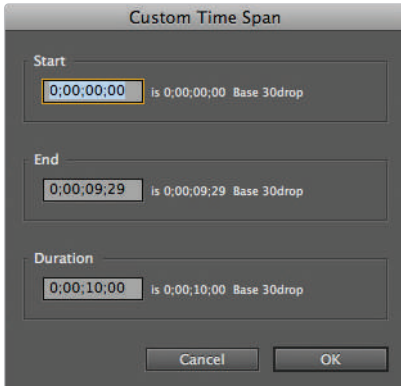 Custom Time Span
Start
0;00;00;00 is 0;00;00;00 Base 30drop
End
0;00;09;29 is 0;00;09;29 Base 30drop
Duration
0;00;10;00 is 0;00;10;00 Base 30drop
Cancel OK